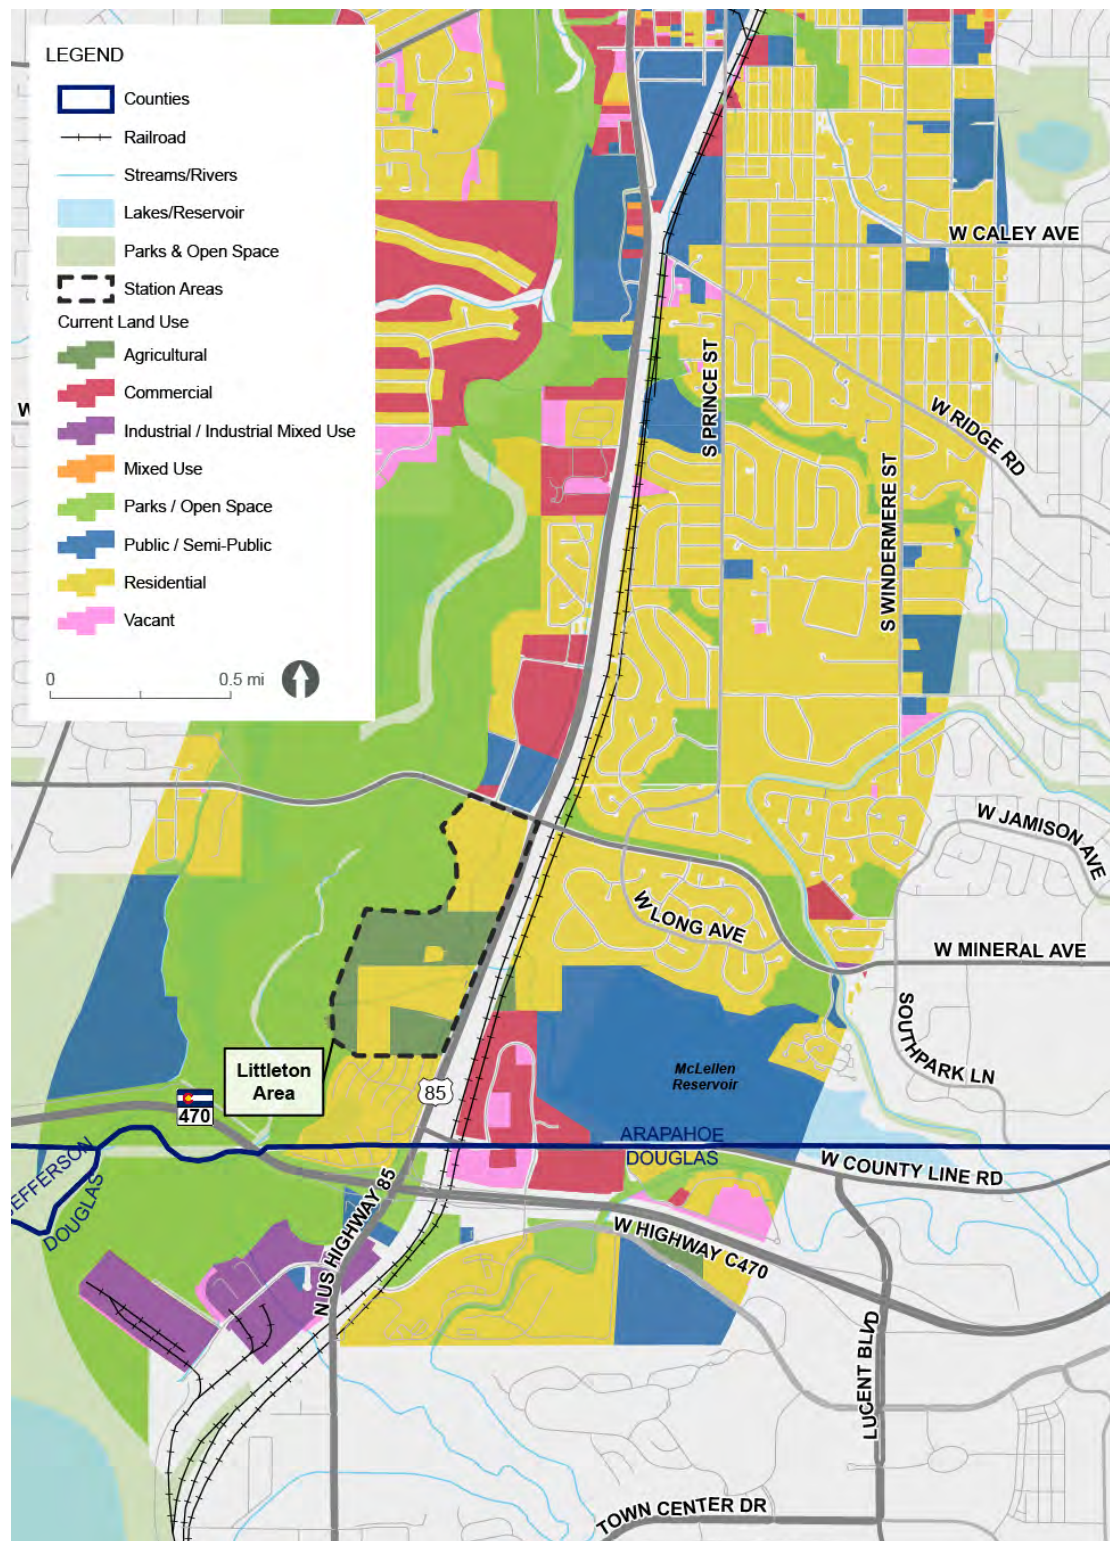 LEGEND
Counties
Railroad
Streams/Rivers
Lakes/Reservoir
Parks & Open Space
Station Areas
Current Land Use
Agricultural
Commercial
Industrial / Industrial Mixed Use
Mixed Use
Parks / Open Space
Public / Semi-Public
Residential
Vacant
0 0.5 mi
W CALEY AVE
S PRINCE ST
W RIDGE RD
S WINDERMERE ST
W JAMISON AVE
W LONG AVE
W MINERAL AVE
SOUTHPARK LN
McLellen
Reservoir
Littleton
Area
85
470
ARAPAHOE
DOUGLAS
JEFFERSON
DOUGLAS
W COUNTY LINE RD
N US HIGHWAY 85
W HIGHWAY C470
LUCENT BLVD
TOWN CENTER DR